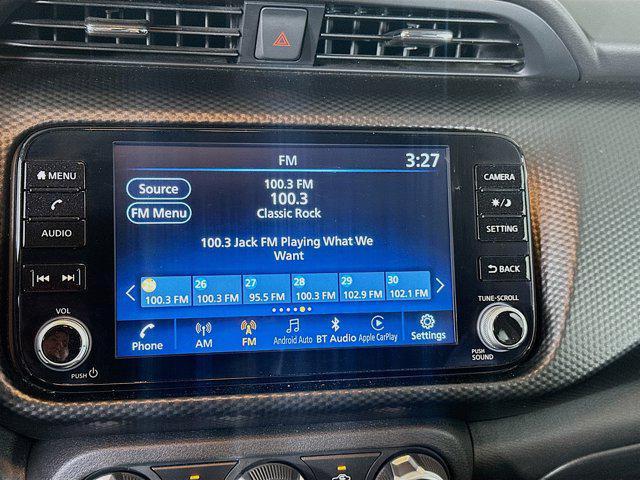 FM
3:27
MENU
AUDIO
VOL
PUSH
Source
FM Menu
100.3 FM
100.3
Classic Rock
100.3 Jack FM Playing What We
Want
25
100.3 FM
26
100.3 FM
27
95.5 FM
28
100.3 FM
29
102.9 FM
30
102.1 FM
Phone
AM
FM
Android Auto
BT Audio
Apple CarPlay
Settings
CAMERA
SETTING
BACK
TUNE·SCROLL
PUSH
SOUND